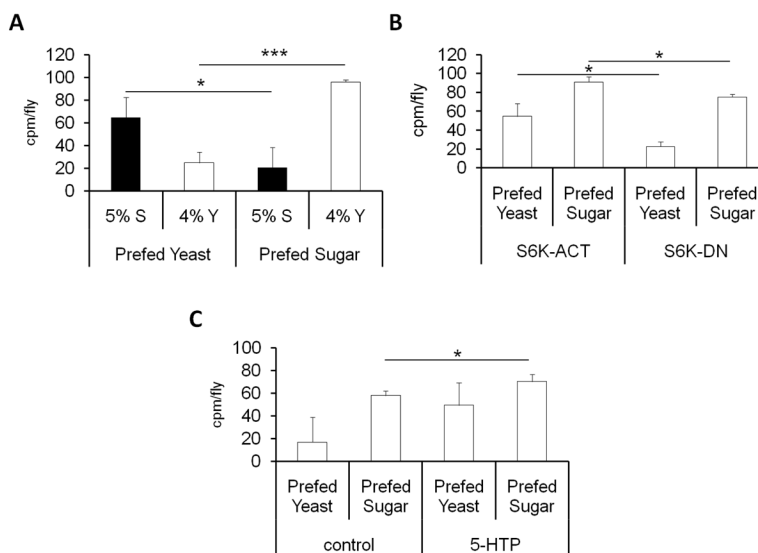 A
cpm/fly
120
100
80
60
40
20
0
*
***
5% S 4% Y 5% S 4% Y
Prefed Yeast Prefed Sugar
B
cpm/fly
120
100
80
60
40
20
0
*
*
Prefed Prefed Prefed Prefed
Yeast Sugar Yeast Sugar
S6K-ACT S6K-DN
C
cpm/fly
100
80
60
40
20
0
*
Prefed Prefed Prefed Prefed
Yeast Sugar Yeast Sugar
control 5-HTP